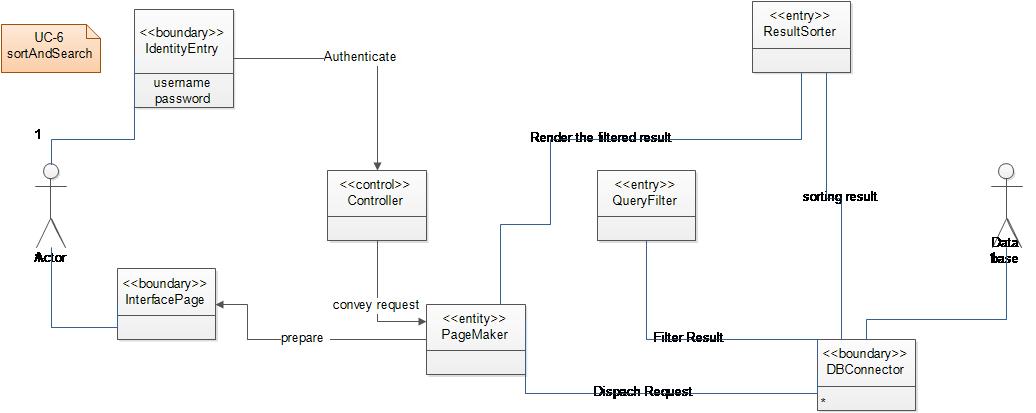 UC-6
sortAndSearch
<<boundary>>
IdentityEntry
username
password
Authenticate
<<entry>>
ResultSorter
1
Render the filtered result
<<control>>
Controller
<<entry>>
QueryFilter
sorting result
Actor
Data
base
1
<<boundary>>
InterfacePage
convey request
<<entity>>
PageMaker
prepare
Filter Result
<<boundary>>
DBConnector
Dispach Request
*